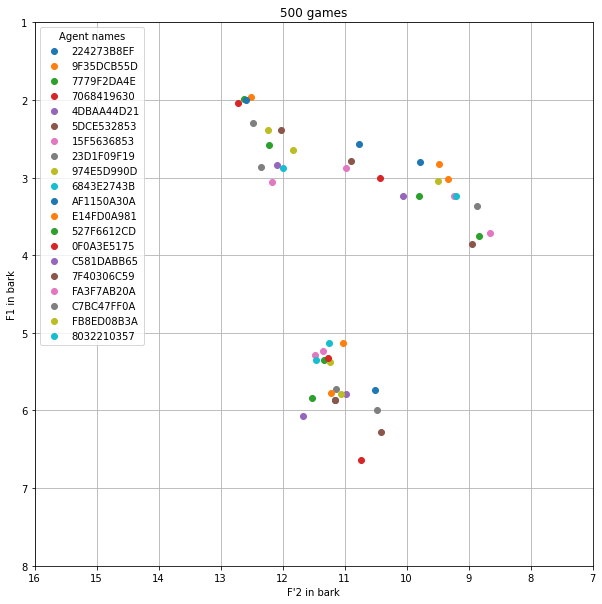 500 games
Agent names
224273B8EF
9F35DCB55D
7779F2DA4E
7068419630
4DBAA44D21
5DCE532853
15F5636853
23D1F09F19
974E5D990D
6843E2743B
AF1150A30A
E14FD0A981
527F6612CD
0F0A3E5175
C581DABB65
7F40306C59
FA3F7AB20A
C7BC47FF0A
FB8ED08B3A
8032210357
1
2
3
4
5
6
7
8
F1 in bark
16 15 14 13 12 11 10 9 8 7
F'2 in bark